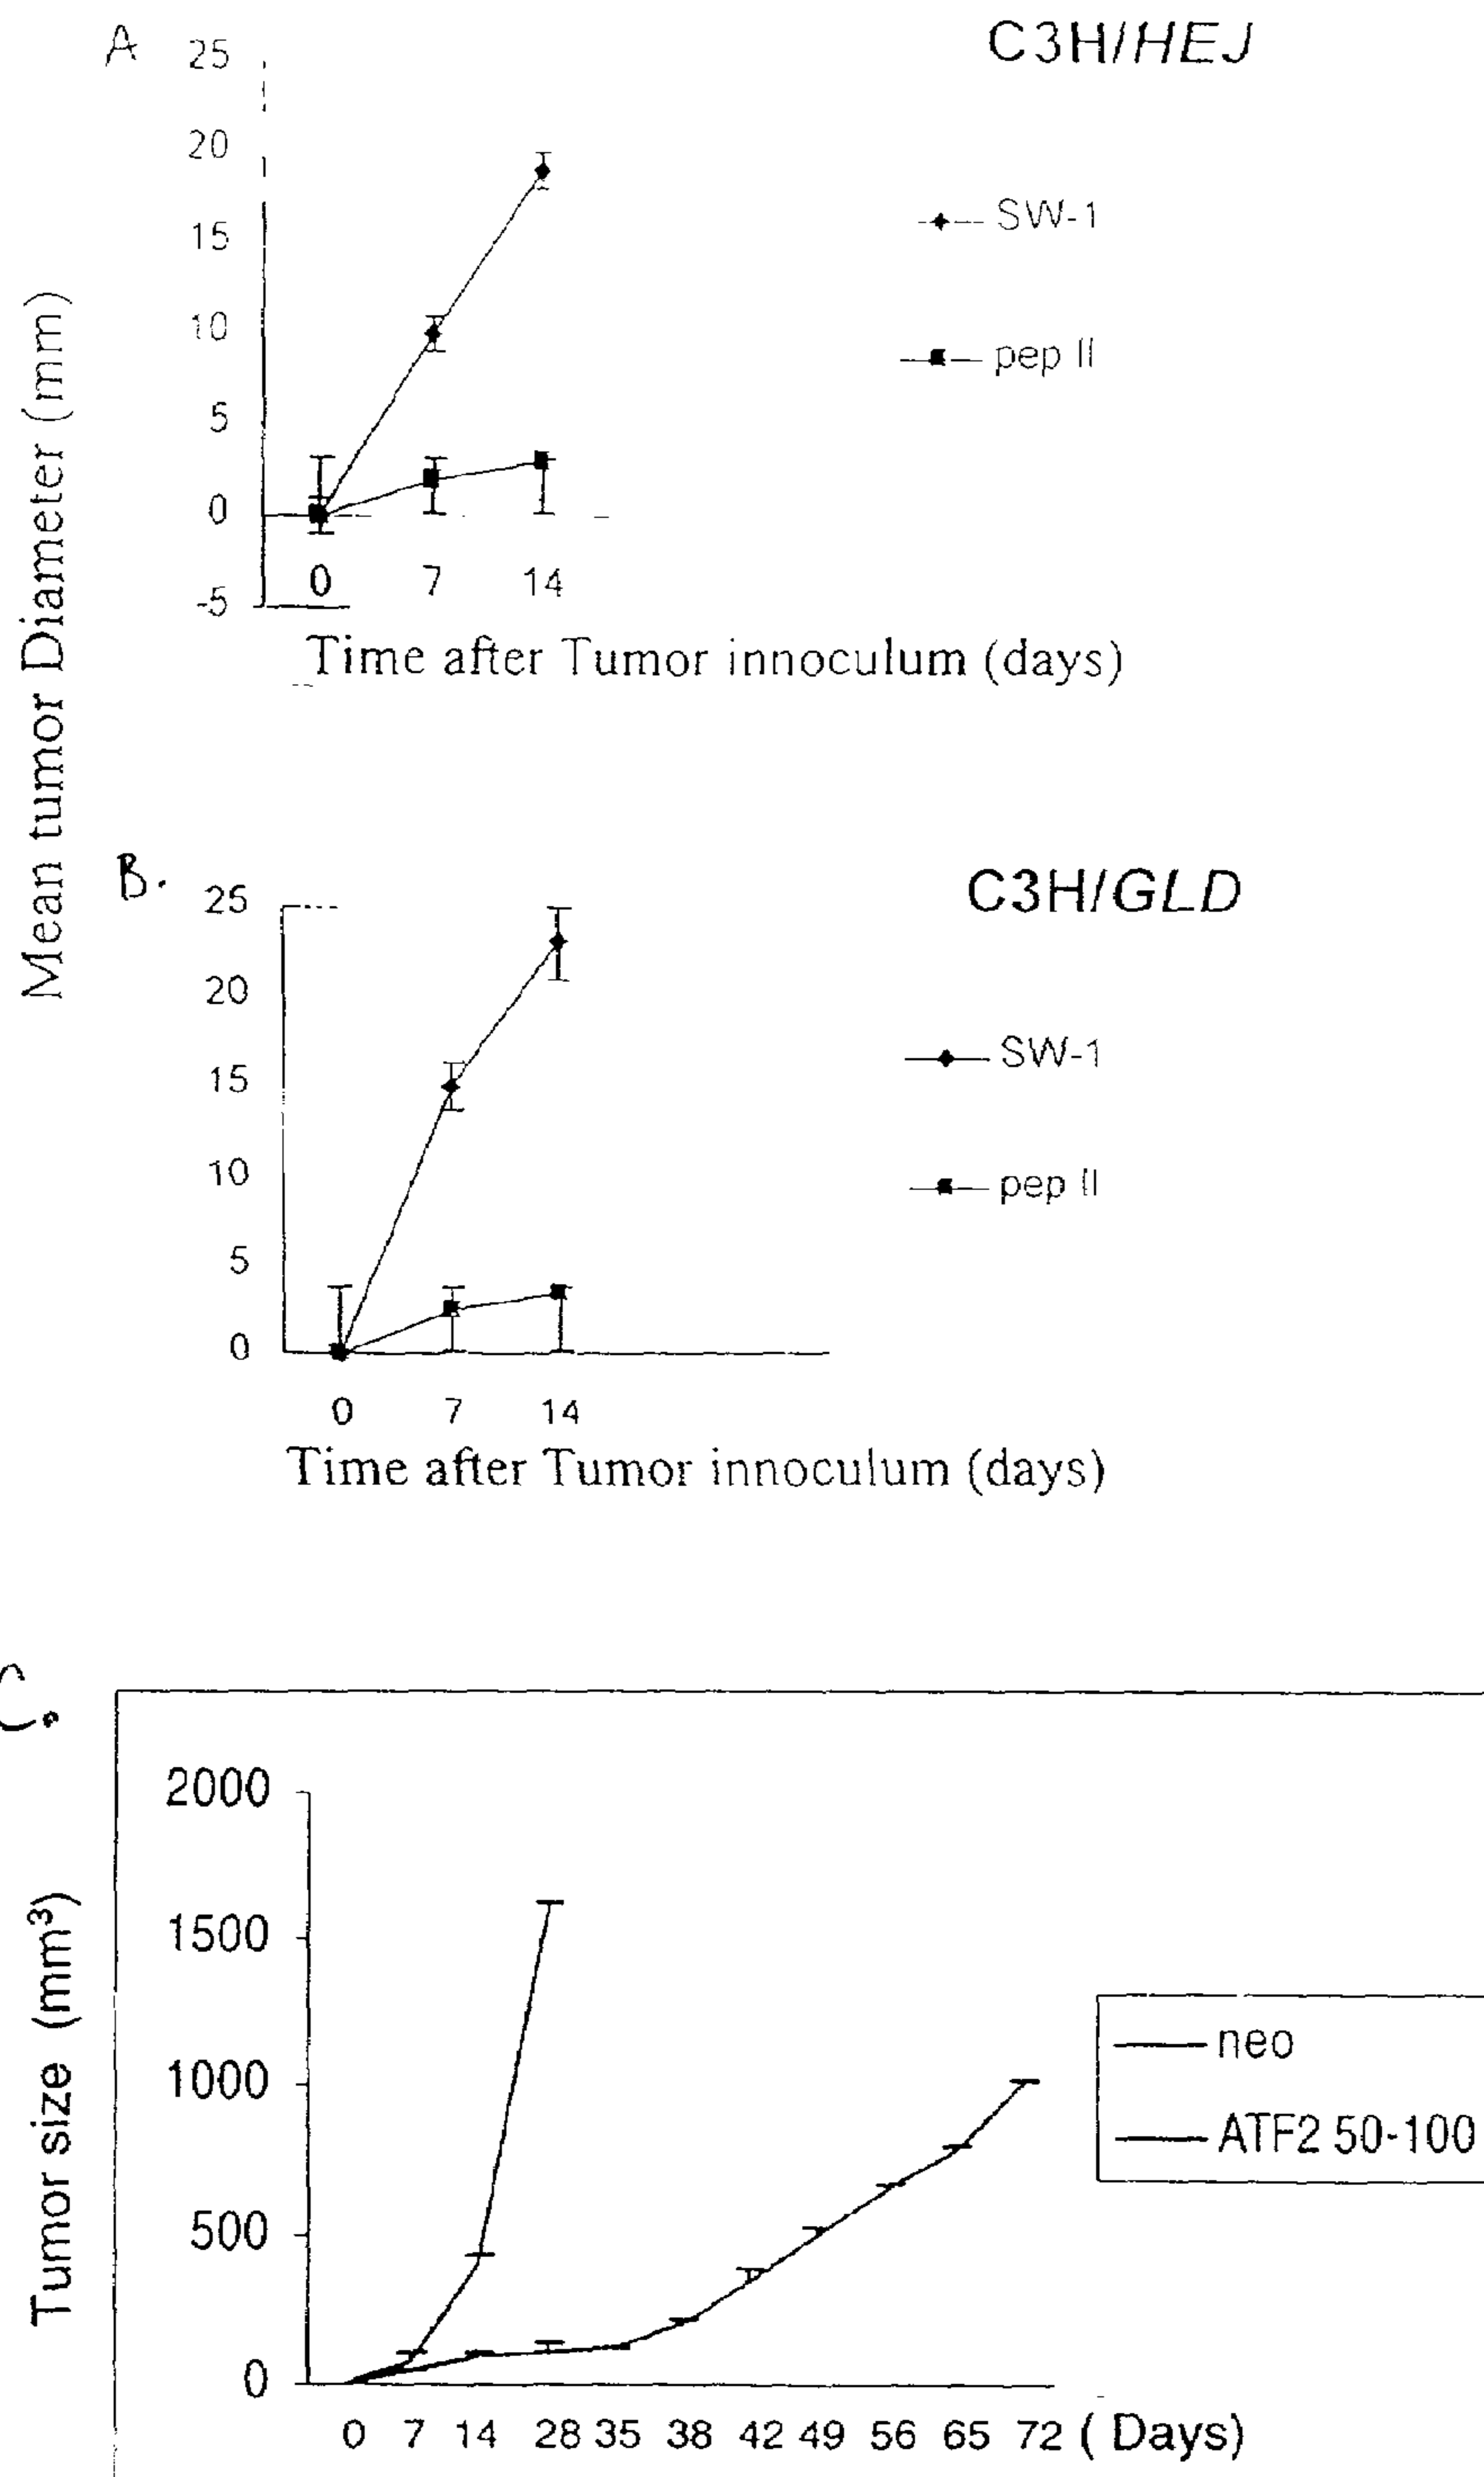 A
C3H/HEJ
25
20
15
10
5
0
-5
SW-1
pep II
0 7 14
Time after Tumor innoculum (days)
Mean tumor Diameter (mm)
B.
C3H/GLD
25
20
15
10
5
0
SW-1
pep II
0 7 14
Time after Tumor innoculum (days)
C.
2000
1500
1000
500
0
Tumor size (mm³)
neo
ATF2 50-100
0 7 14 28 35 38 42 49 56 65 72 ( Days)